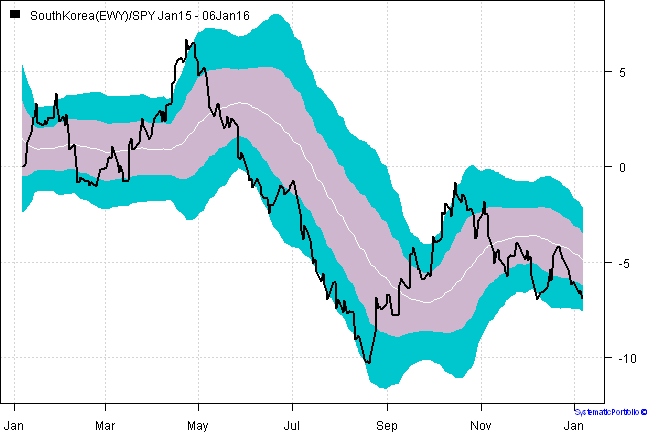 SouthKorea(EWY)/SPY Jan15 - 06Jan16
5
0
-5
-10
Jan Mar May Jul Sep Nov Jan
SystematicPortfolio ©